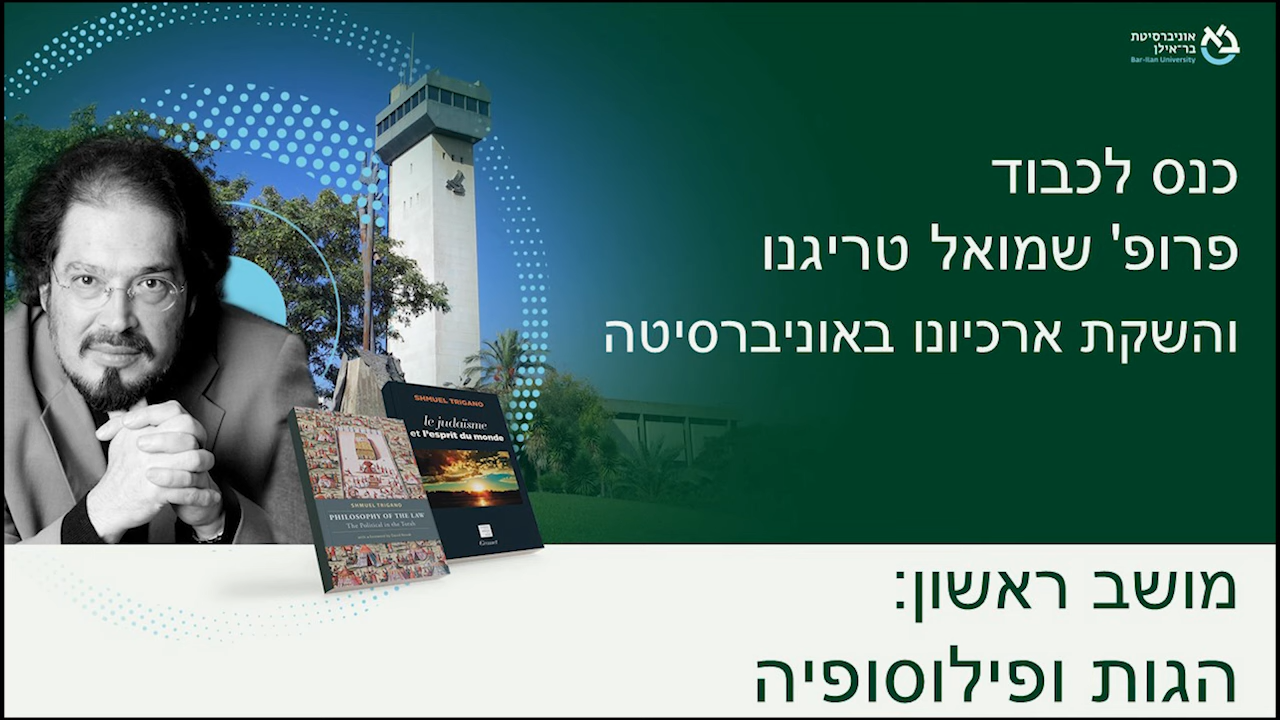 אוניברסיטת
בר-אילן
Bar-Ilan University
כנס לכבוד
פרופ' שמואל טריגנו
והשקת ארכיונו באוניברסיטה
SHMUEL TRIGANO
le judaïsme
et l'esprit du monde
Grasset
SHMUEL TRIGANO
PHILOSOPHY OF THE LAW
The Political in the Torah
מושב ראשון:
הגות ופילוסופיה